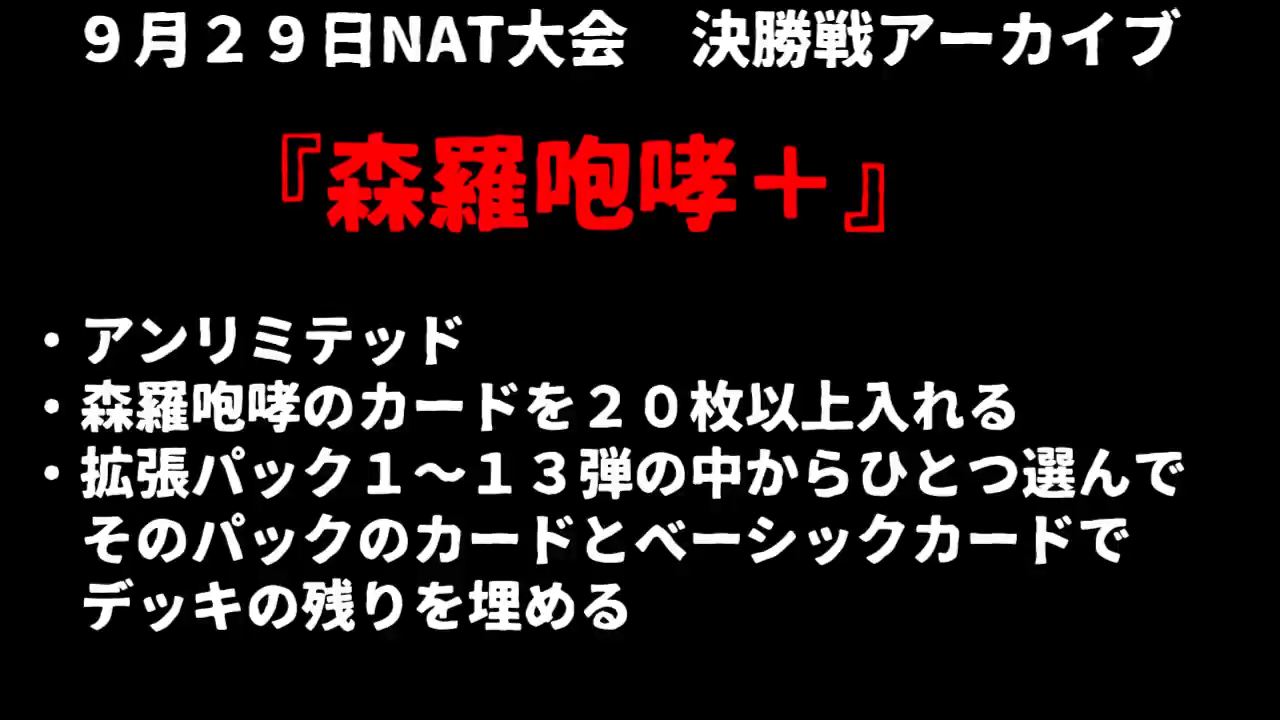 ９月２９日NAT大会　決勝戦アーカイブ
『森羅咆哮＋』
・アンリミテッド
・森羅咆哮のカードを２０枚以上入れる
・拡張パック１～１３弾の中からひとつ選んで
そのパックのカードとベーシックカードで
デッキの残りを埋める